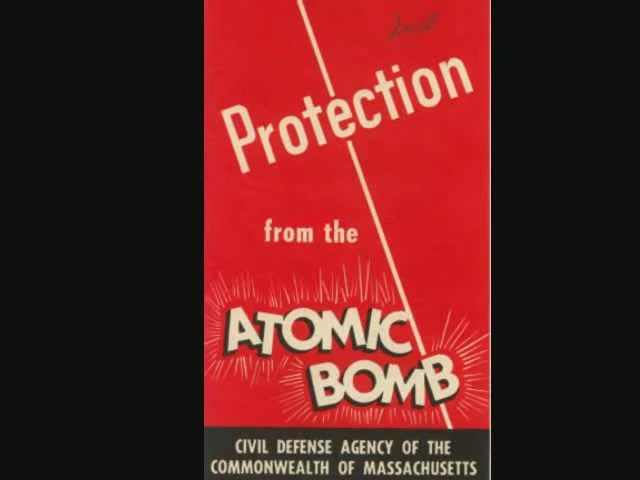 Protection
from the
ATOMIC
BOMB
CIVIL DEFENSE AGENCY OF THE
COMMONWEALTH OF MASSACHUSETTS